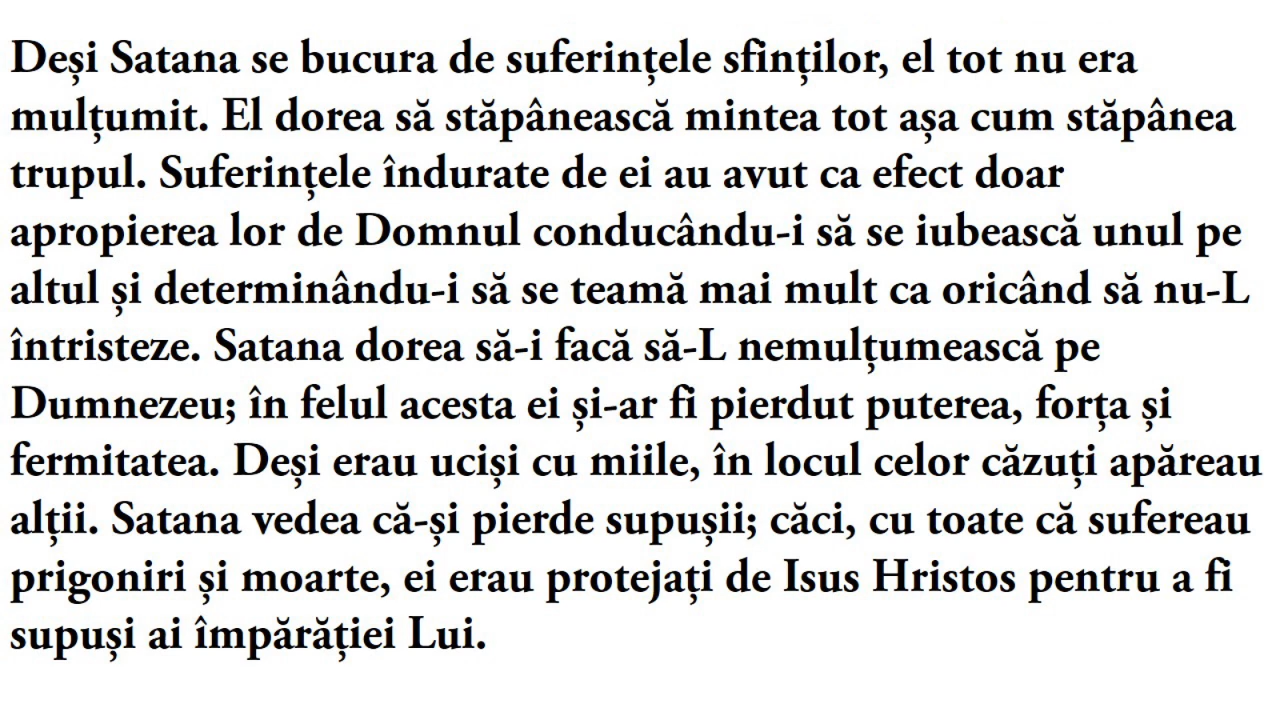 Deși Satana se bucura de suferințele sfinților, el tot nu era
mulțumit. El dorea să stăpânească mintea tot așa cum stăpânea
trupul. Suferințele îndurate de ei au avut ca efect doar
apropierea lor de Domnul conducându-i să se iubească unul pe
altul și determinându-i să se teamă mai mult ca oricând să nu-L
întristeze. Satana dorea să-i facă să-L nemulțumească pe
Dumnezeu; în felul acesta ei și-ar fi pierdut puterea, forța și
fermitatea. Deși erau uciși cu miile, în locul celor căzuți apăreau
alții. Satana vedea că-și pierde supușii; căci, cu toate că sufereau
prigoniri și moarte, ei erau protejați de Isus Hristos pentru a fi
supuși ai împărăției Lui.